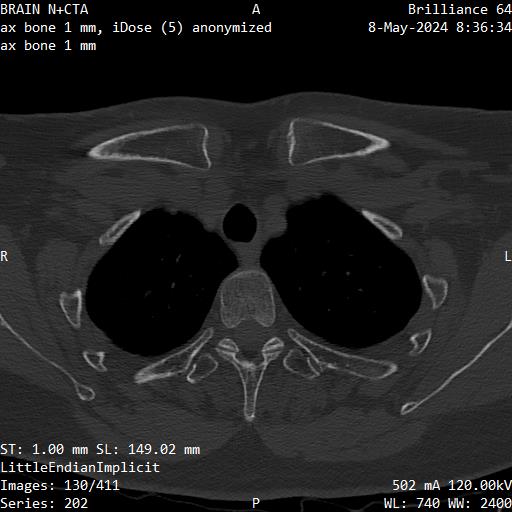 BRAIN N+CTA
ax bone 1 mm, iDose (5) anonymized
ax bone 1 mm
A
Brilliance 64
8-May-2024 8:36:34
R
L
ST: 1.00 mm SL: 149.02 mm
LittleEndianImplicit
Images: 130/411
Series: 202
P
502 mA 120.00kV
WL: 740 WW: 2400